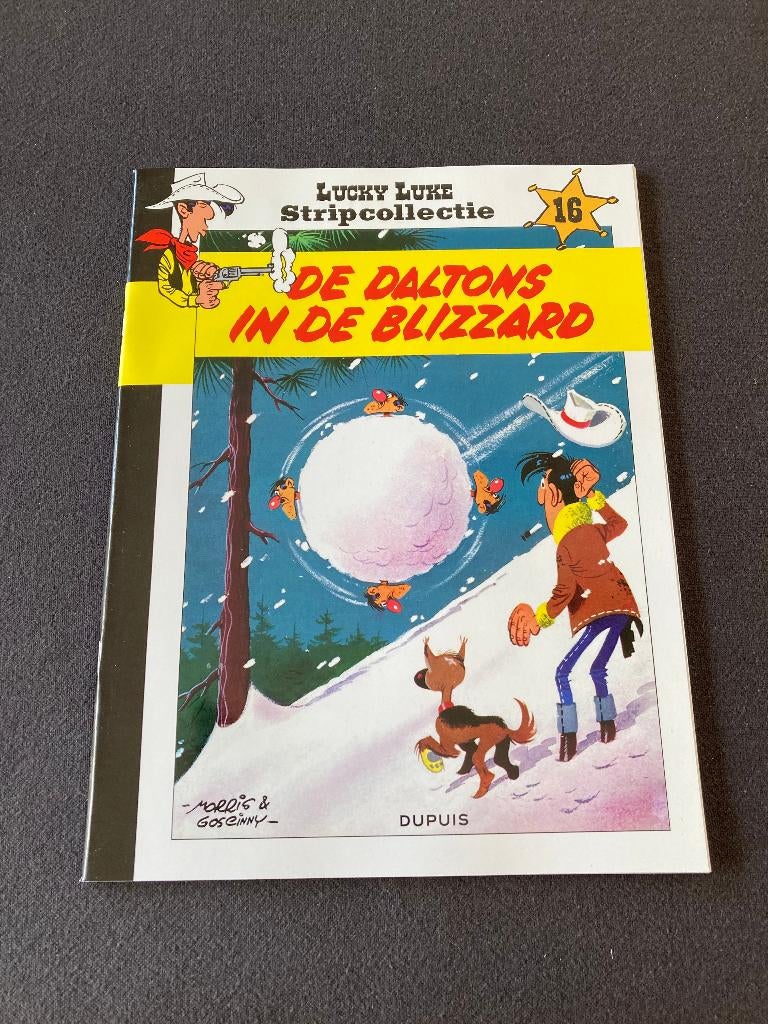 LUCKY LUKE
Stripcollectie
16
DE DALTONS
IN DE BLIZZARD
-MORRIS &
GOSCINNY-
DUPUIS